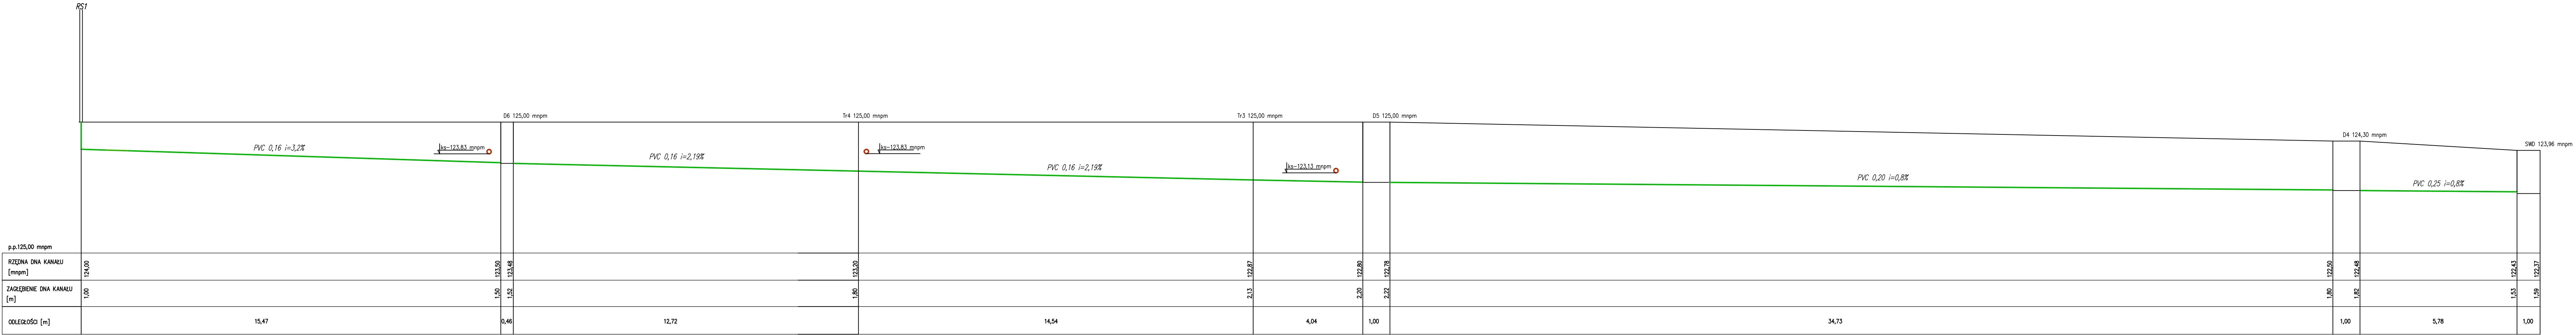 RS1
D6 125,00 mnpm
Tr4 125,00 mnpm
Tr3 125,00 mnpm
D5 125,00 mnpm
D4 124,30 mnpm
SWD 123,96 mnpm
PVC 0,16 i=3,2%
ks-123,83 mnpm
PVC 0,16 i=2,19%
ks-123,83 mnpm
PVC 0,16 i=2,19%
ks-123,13 mnpm
PVC 0,20 i=0,8%
PVC 0,25 i=0,8%
p.p.125,00 mnpm
RZĘDNA DNA KANAŁU
[mnpm]
124,00 123,50 123,48 123,20 122,87 122,80 122,78 122,50 122,48 122,43 122,37
ZAGŁĘBIENIE DNA KANAŁU
[m]
1,00 1,50 1,52 1,80 2,13 2,20 2,22 1,80 1,82 1,53 1,59
ODLEGŁOŚCI [m] 15,47 0,46 12,72 14,54 4,04 1,00 34,73 1,00 5,78 1,00